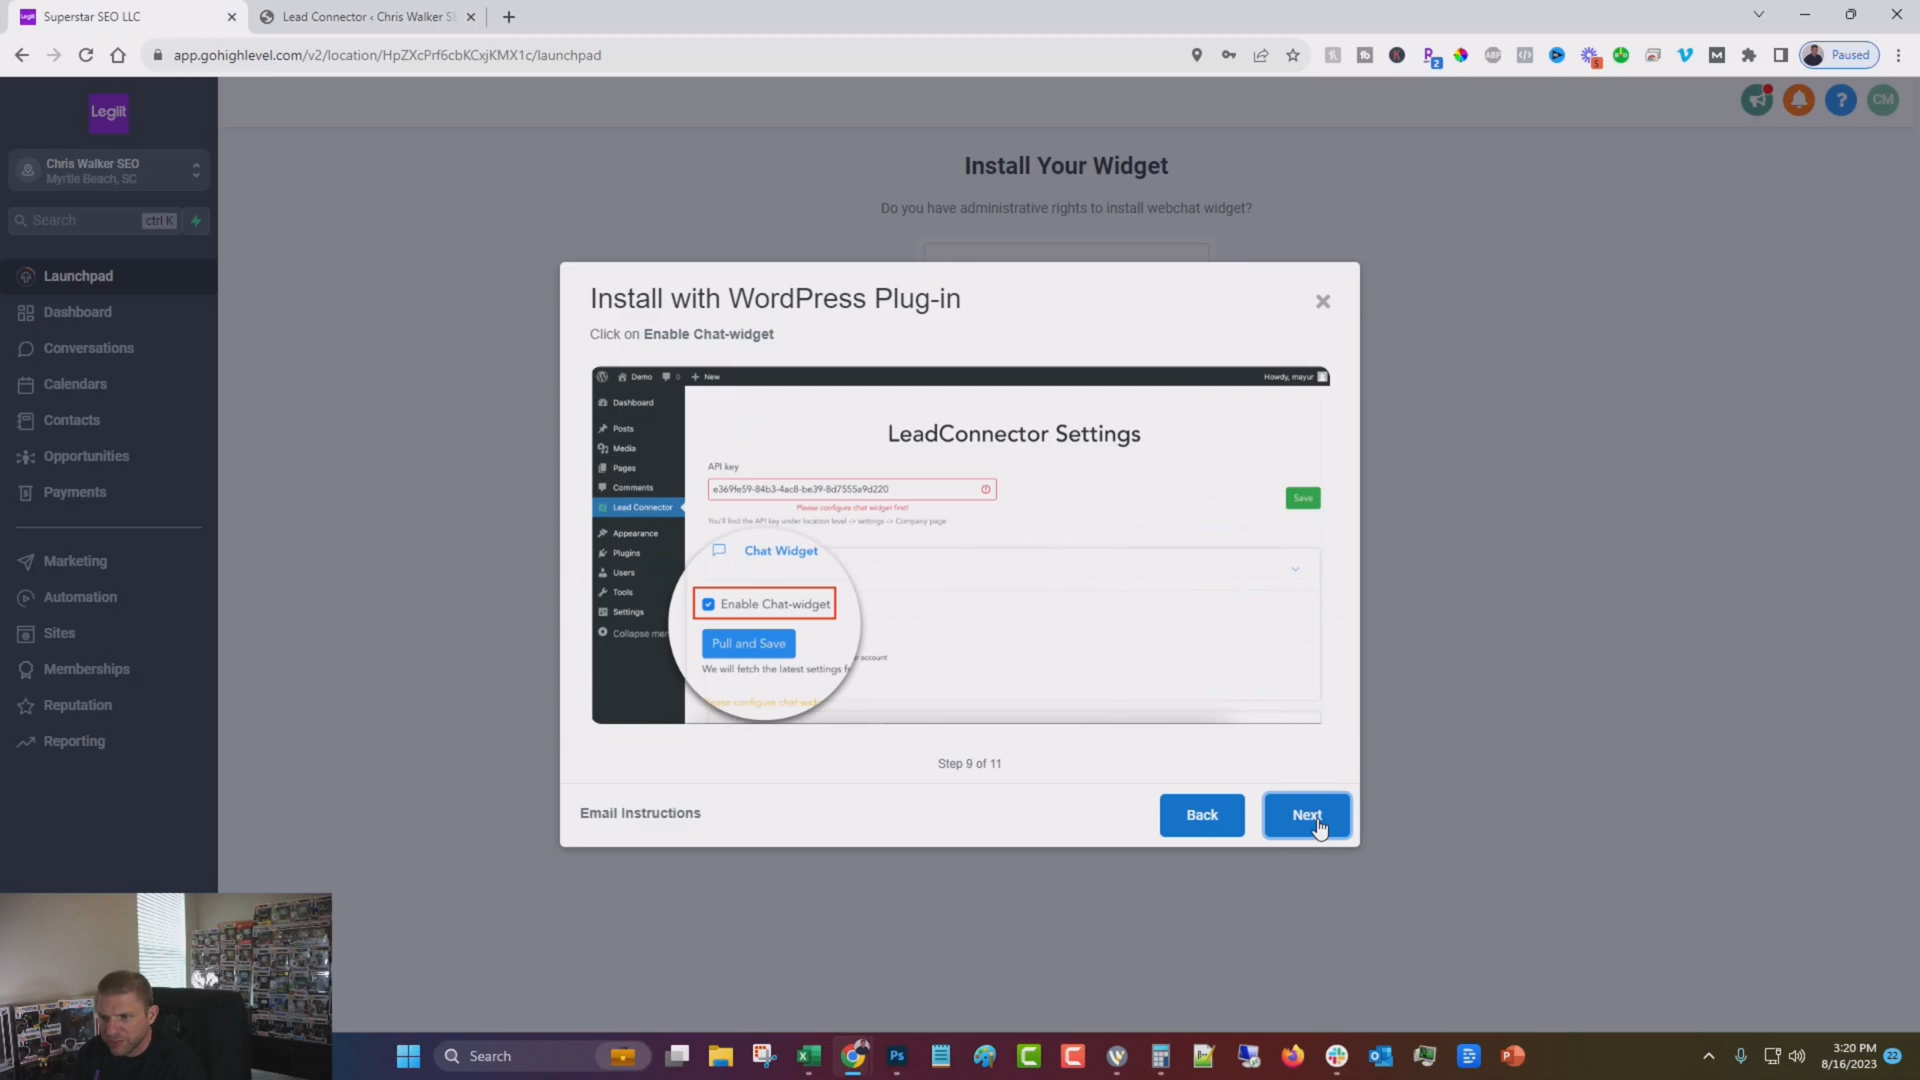 Superstar SEO LLC
Lead Connector ‹ Chris Walker SE
app.gohighlevel.com/v2/location/HpZXcPrf6cbKCxjKMX1c/launchpad
Paused
Legiit
CM
Chris Walker SEO
Myrtle Beach, SC
Search
ctrl K
Launchpad
Dashboard
Conversations
Calendars
Contacts
Opportunities
Payments
Marketing
Automation
Sites
Memberships
Reputation
Reporting
Install Your Widget
Do you have administrative rights to install webchat widget?
Install with WordPress Plug-in
Click on Enable Chat-widget
Demo 0 + New
Howdy, mayur
Dashboard
Posts
Media
Pages
Comments
Lead Connector
Appearance
Plugins
Users
Tools
Settings
Collapse
LeadConnector Settings
API key
e369fe59-84b3-4ac8-be39-8d7555a9d220
Please configure chat widget first!
You'll find the API key under location level -> settings -> Company page
Save
Chat Widget
Enable Chat-widget
Pull and Save
We will fetch the latest settings
account
configure chat
Step 9 of 11
Email Instructions
Back
Next
Search
3:20 PM
8/16/2023
22